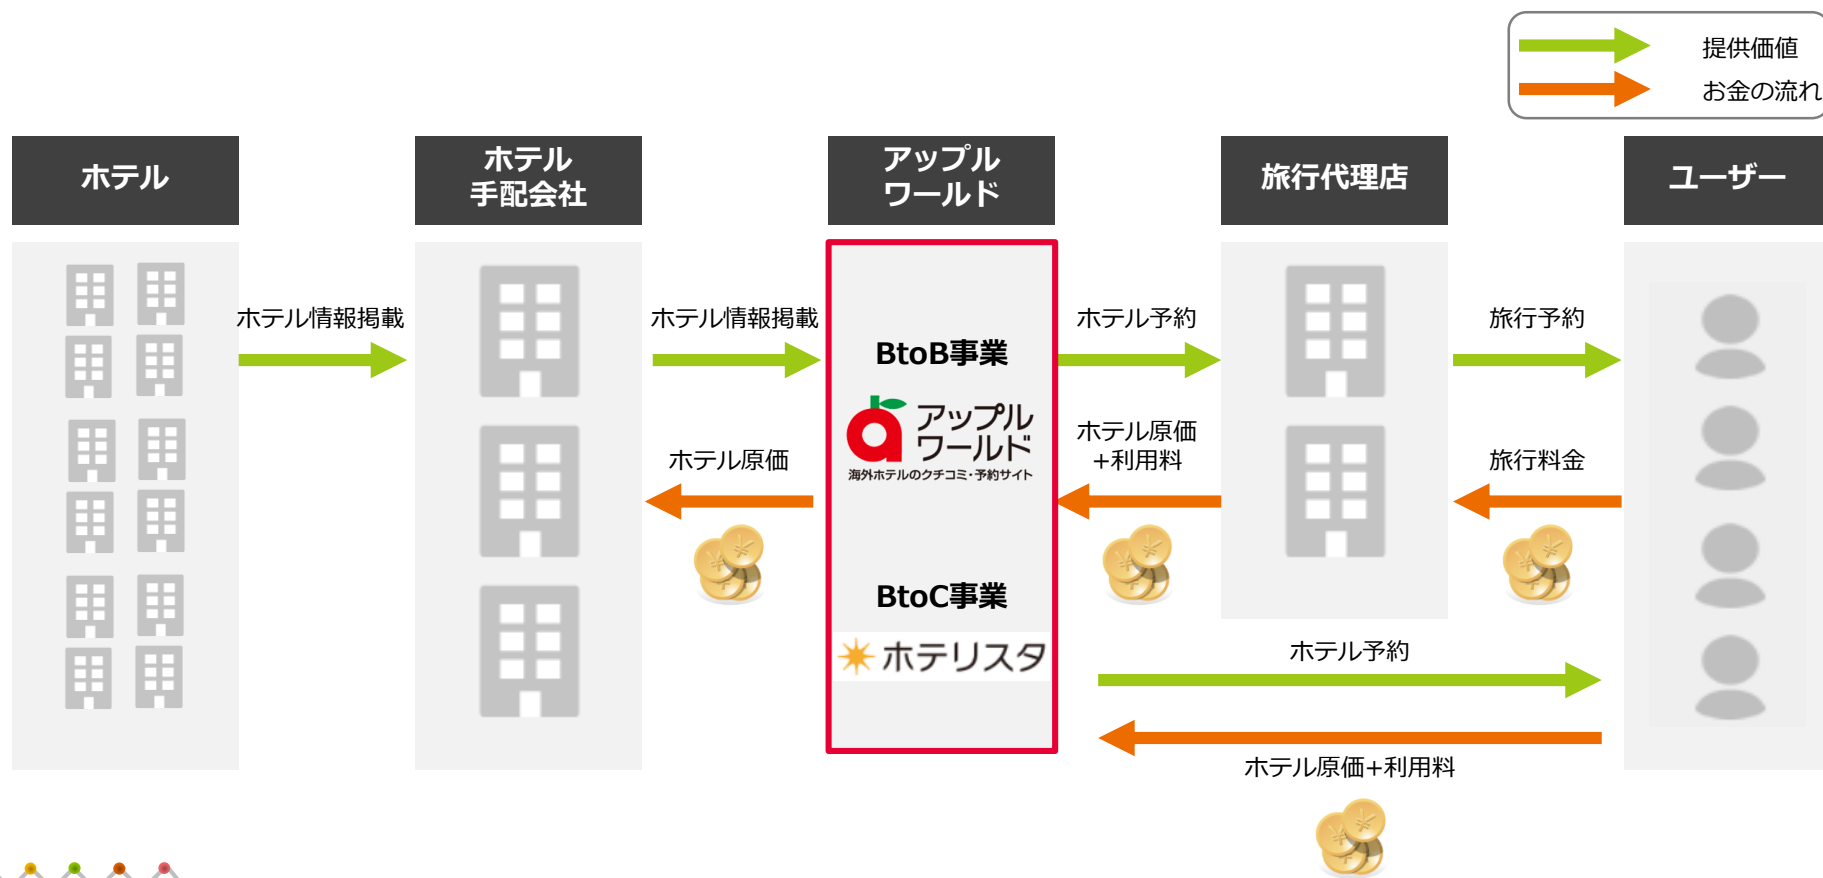 提供価値
お金の流れ
ホテル
ホテル
手配会社
アップル
ワールド
旅行代理店
ユーザー
ホテル情報掲載
ホテル情報掲載
ホテル予約
旅行予約
BtoB事業
アップル
ワールド
海外ホテルのクチコミ・予約サイト
ホテル原価
ホテル原価
+利用料
旅行料金
BtoC事業
ホテリスタ
ホテル予約
ホテル原価+利用料